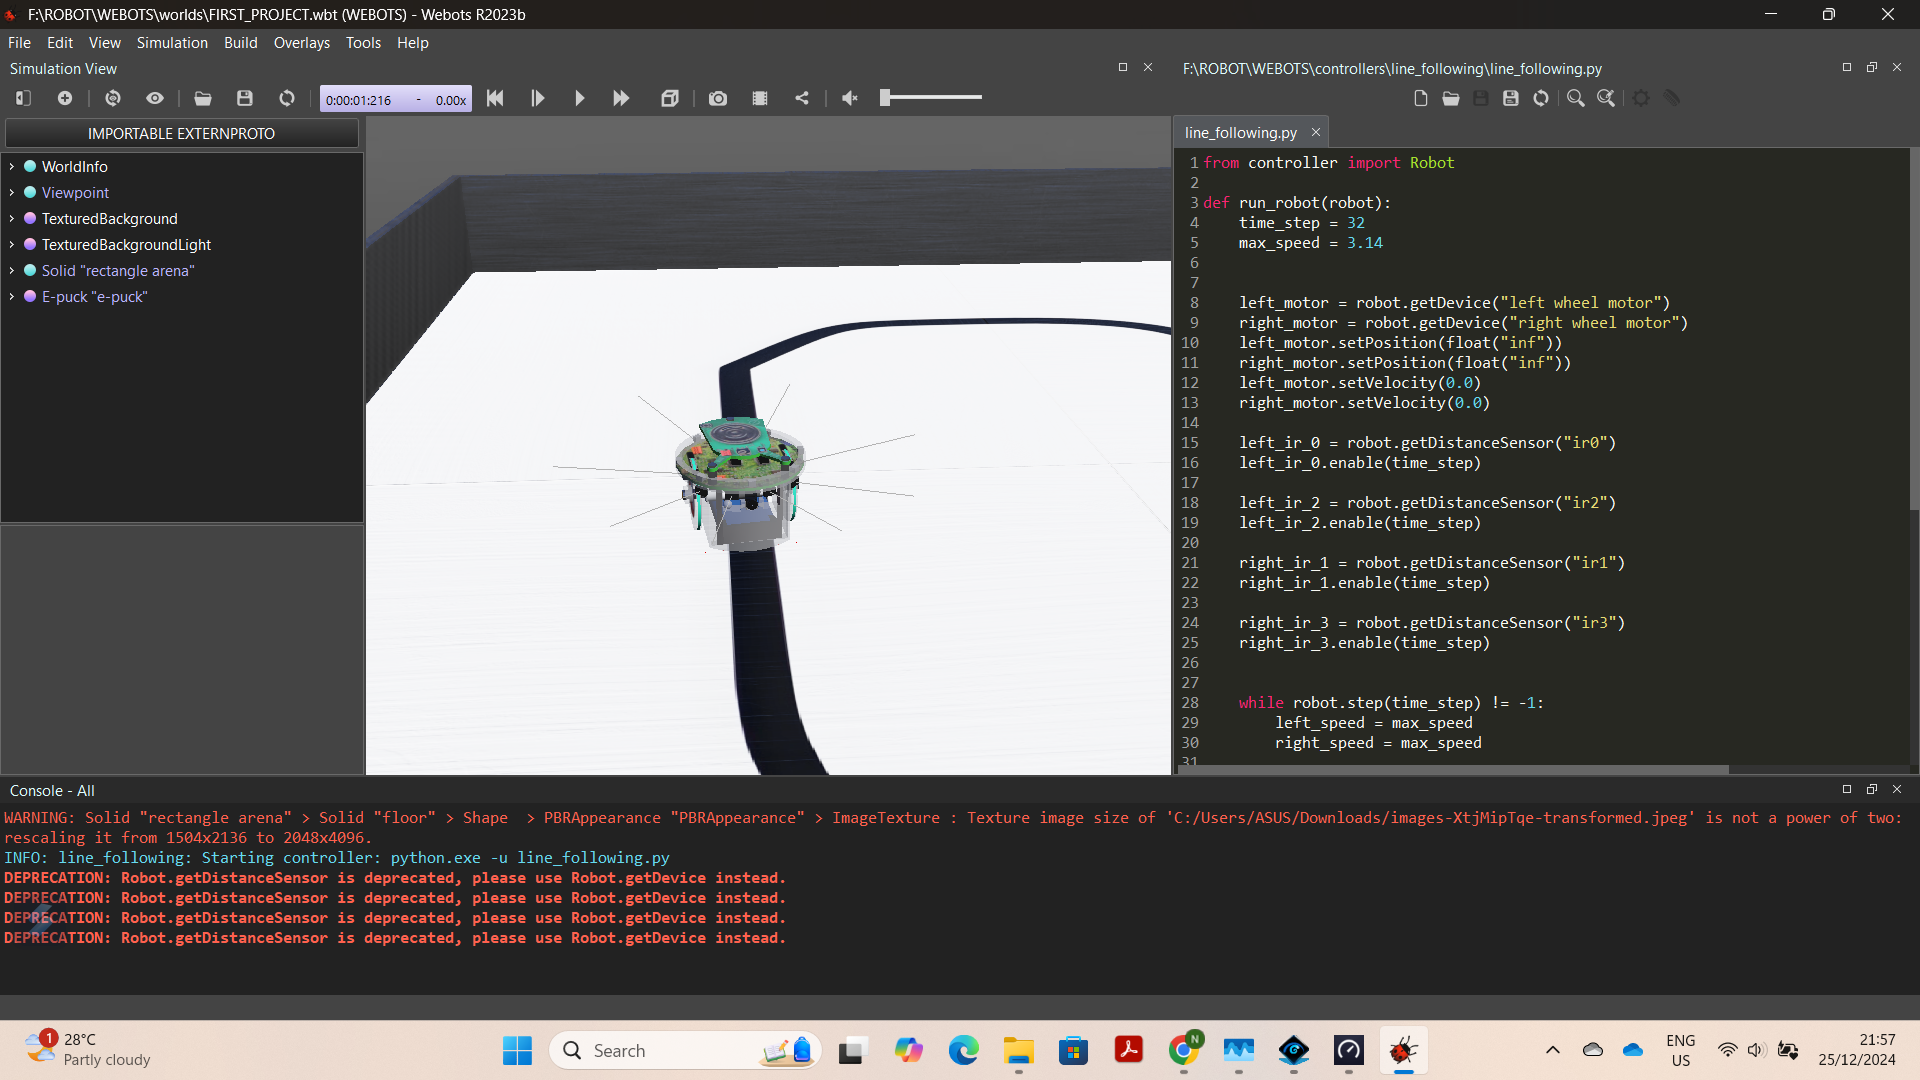 F:\ROBOT\WEBOTS\worlds\FIRST_PROJECT.wbt (WEBOTS) - Webots R2023b
File Edit View Simulation Build Overlays Tools Help
Simulation View
F:\ROBOT\WEBOTS\controllers\line_following\line_following.py
0:00:01:216 - 0.00x
IMPORTABLE EXTERNPROTO
WorldInfo
Viewpoint
TexturedBackground
TexturedBackgroundLight
Solid "rectangle arena"
E-puck "e-puck"
line_following.py
1 from controller import Robot
2
3 def run_robot(robot):
4 time_step = 32
5 max_speed = 3.14
6
7
8 left_motor = robot.getDevice("left wheel motor")
9 right_motor = robot.getDevice("right wheel motor")
10 left_motor.setPosition(float("inf"))
11 right_motor.setPosition(float("inf"))
12 left_motor.setVelocity(0.0)
13 right_motor.setVelocity(0.0)
14
15 left_ir_0 = robot.getDistanceSensor("ir0")
16 left_ir_0.enable(time_step)
17
18 left_ir_2 = robot.getDistanceSensor("ir2")
19 left_ir_2.enable(time_step)
20
21 right_ir_1 = robot.getDistanceSensor("ir1")
22 right_ir_1.enable(time_step)
23
24 right_ir_3 = robot.getDistanceSensor("ir3")
25 right_ir_3.enable(time_step)
26
27
28 while robot.step(time_step) != -1:
29 left_speed = max_speed
30 right_speed = max_speed
31
Console - All
WARNING: Solid "rectangle arena" > Solid "floor" > Shape > PBRAppearance "PBRAppearance" > ImageTexture : Texture image size of 'C:/Users/ASUS/Downloads/images-XtjMipTqe-transformed.jpeg' is not a power of two:
rescaling it from 1504x2136 to 2048x4096.
INFO: line_following: Starting controller: python.exe -u line_following.py
DEPRECATION: Robot.getDistanceSensor is deprecated, please use Robot.getDevice instead.
DEPRECATION: Robot.getDistanceSensor is deprecated, please use Robot.getDevice instead.
DEPRECATION: Robot.getDistanceSensor is deprecated, please use Robot.getDevice instead.
DEPRECATION: Robot.getDistanceSensor is deprecated, please use Robot.getDevice instead.
1
28°C
Partly cloudy
Search
N
ENG
US
21:57
25/12/2024